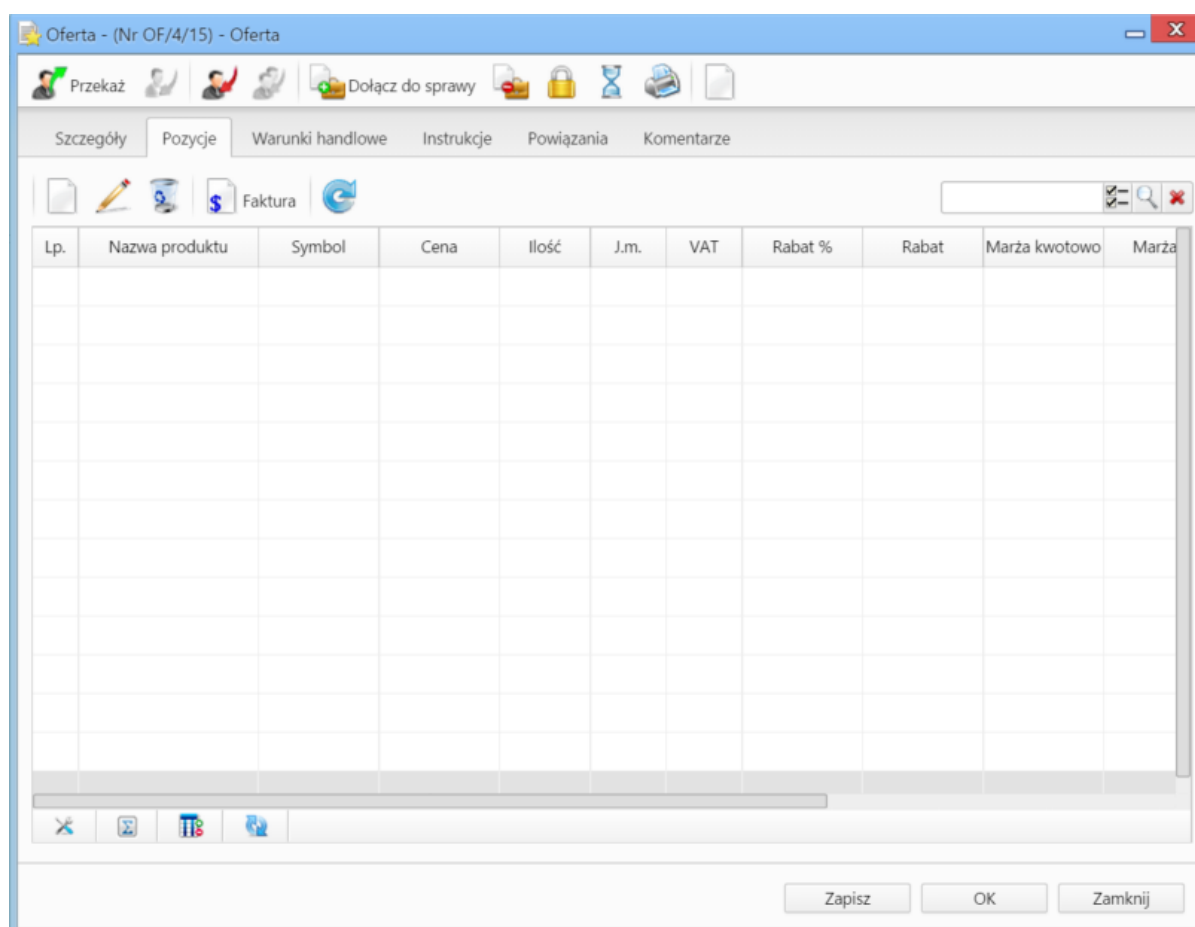 Oferta - (Nr OF/4/15) - Oferta
Przekaż Dołącz do sprawy
Szczegóły Pozycje Warunki handlowe Instrukcje Powiązania Komentarze
Faktura
Lp. Nazwa produktu Symbol Cena Ilość J.m. VAT Rabat % Rabat Marża kwotowo Marża
Zapisz OK Zamknij